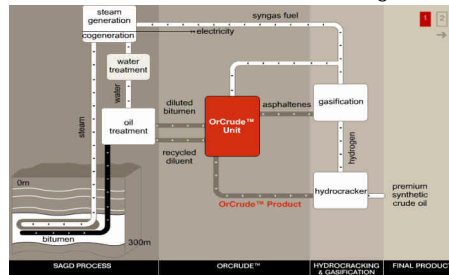 steam
generation
cogeneration
electricity
syngas fuel
1
2
water
treatment
water
steam
oil
treatment
diluted
bitumen
recycled
diluent
OrCrude™
Unit
asphaltenes
gasification
hydrogen
hydrocracker
OrCrude™ Product
premium
synthetic
crude oil
0m
bitumen
300m
SAGD PROCESS
ORCRUDE™
HYDROCRACKING
& GASIFICATION
FINAL PRODUCT